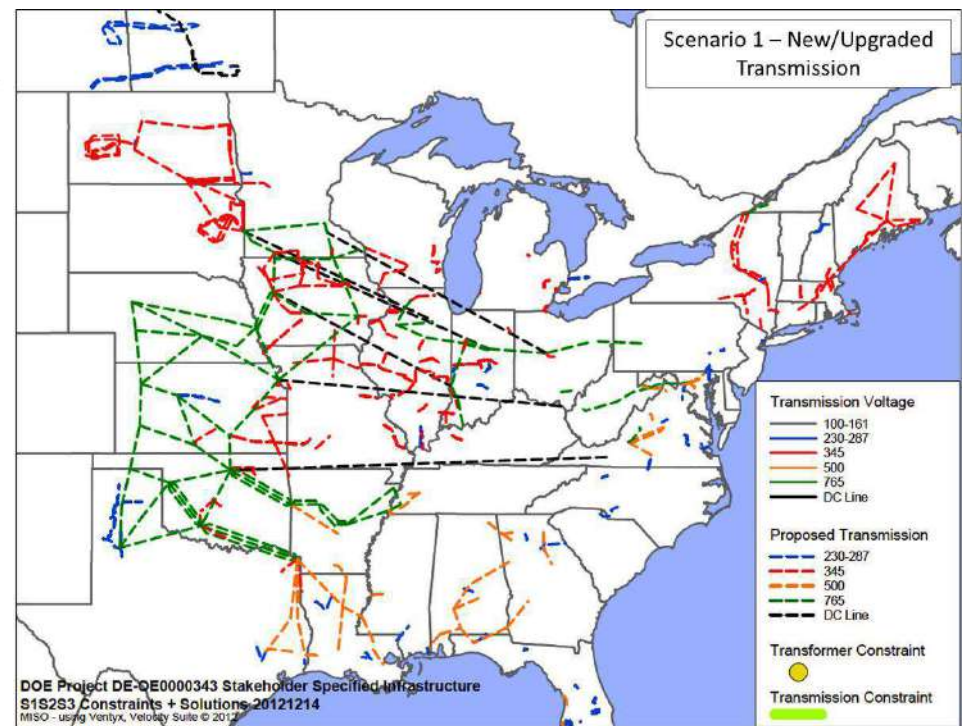 Scenario 1 – New/Upgraded
Transmission
Transmission Voltage
100-161
230-287
345
500
765
DC Line
Proposed Transmission
230-287
345
500
765
DC Line
Transformer Constraint
Transmission Constraint
DOE Project DE-OE0000343 Stakeholder Specified Infrastructure
S1S2S3 Constraints + Solutions 20121214
MISO - using Ventyx, Velocity Suite © 2012